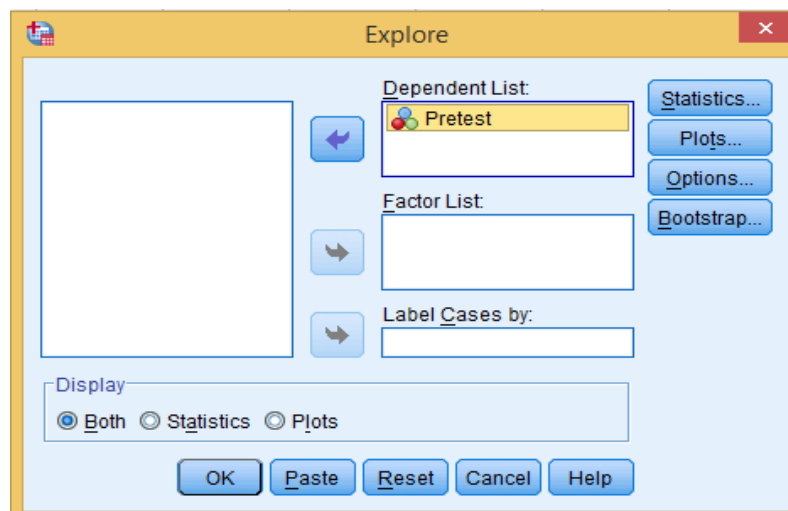 Explore
Dependent List:
Pretest
Statistics...
Plots...
Options...
Bootstrap...
Factor List:
Label Cases by:
Display
Both Statistics Plots
OK Paste Reset Cancel Help